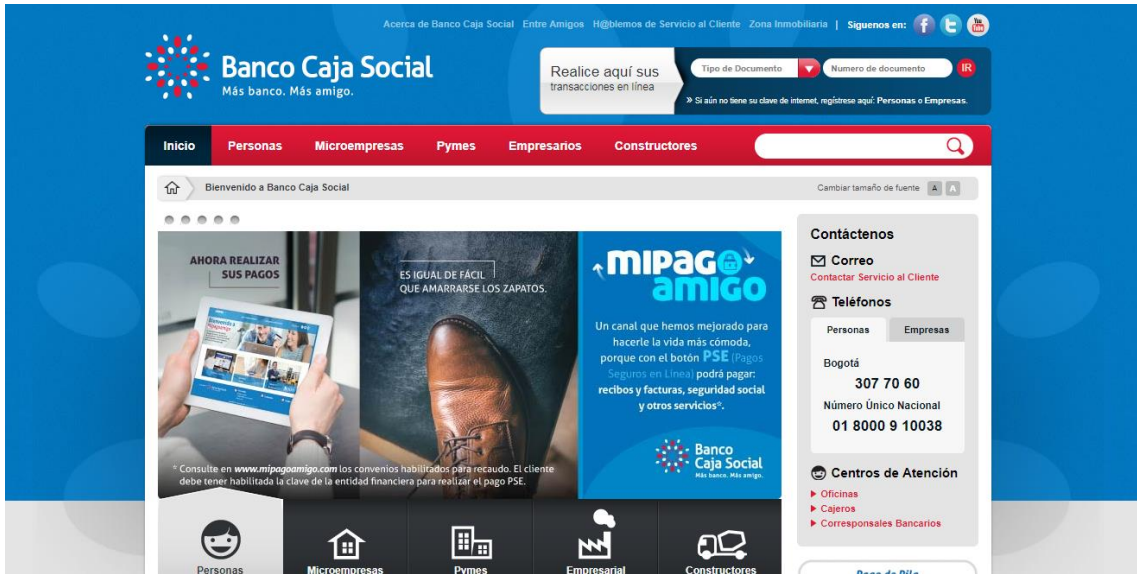 Acerca de Banco Caja Social Entre Amigos H@blemos de Servicio al Cliente Zona Inmobiliaria | Síguenos en:
Banco Caja Social
Más banco. Más amigo.
Realice aquí sus
transacciones en línea
Tipo de Documento
Numero de documento
IR
» Si aún no tiene su clave de internet, regístrese aquí: Personas o Empresas.
Inicio Personas Microempresas Pymes Empresarios Constructores
Bienvenido a Banco Caja Social
Cambiar tamaño de fuente A A
AHORA REALIZAR
SUS PAGOS
ES IGUAL DE FÁCIL
QUE AMARRARSE LOS ZAPATOS.
mipago
amigo
Un canal que hemos mejorado para
hacerle la vida más cómoda,
porque con el botón PSE (Pagos
Seguros en Línea) podrá pagar:
recibos y facturas, seguridad social
y otros servicios*.
Banco
Caja Social
Más banco. Más amigo.
* Consulte en www.mipagoamigo.com los convenios habilitados para recaudo. El cliente
debe tener habilitada la clave de la entidad financiera para realizar el pago PSE.
Personas
Microempresas
Pymes
Empresarial
Constructores
Contáctenos
Correo
Contactar Servicio al Cliente
Teléfonos
Personas Empresas
Bogotá
307 70 60
Número Único Nacional
01 8000 9 10038
Centros de Atención
Oficinas
Cajeros
Corresponsales Bancarios